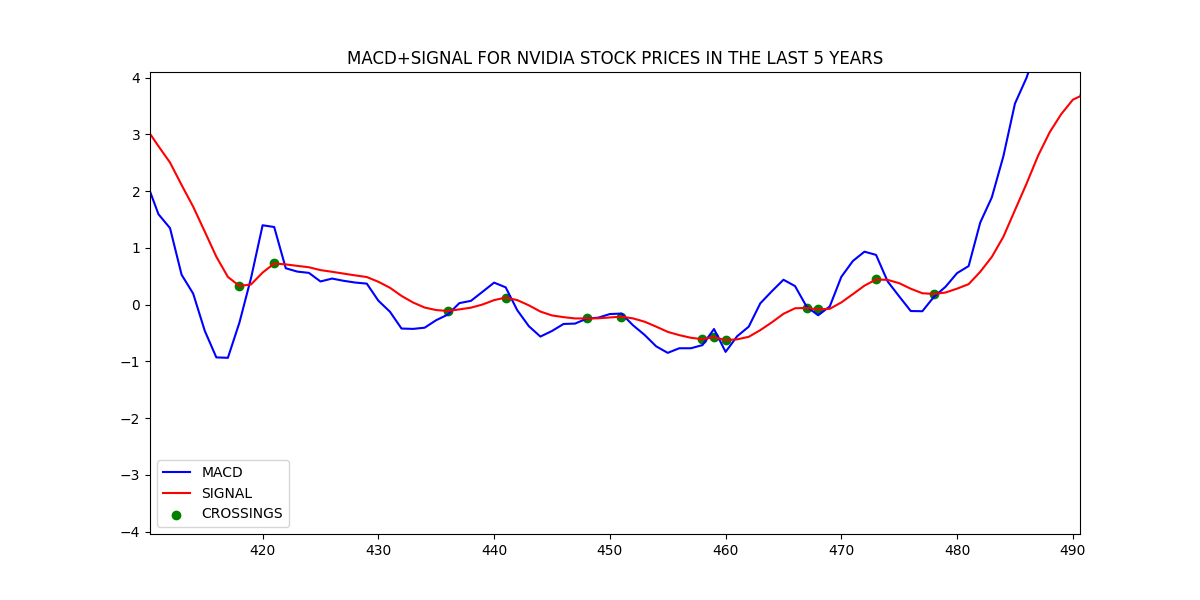 MACD+SIGNAL FOR NVIDIA STOCK PRICES IN THE LAST 5 YEARS
4
3
2
1
0
−1
−2
−3
−4
MACD
SIGNAL
CROSSINGS
420 430 440 450 460 470 480 490